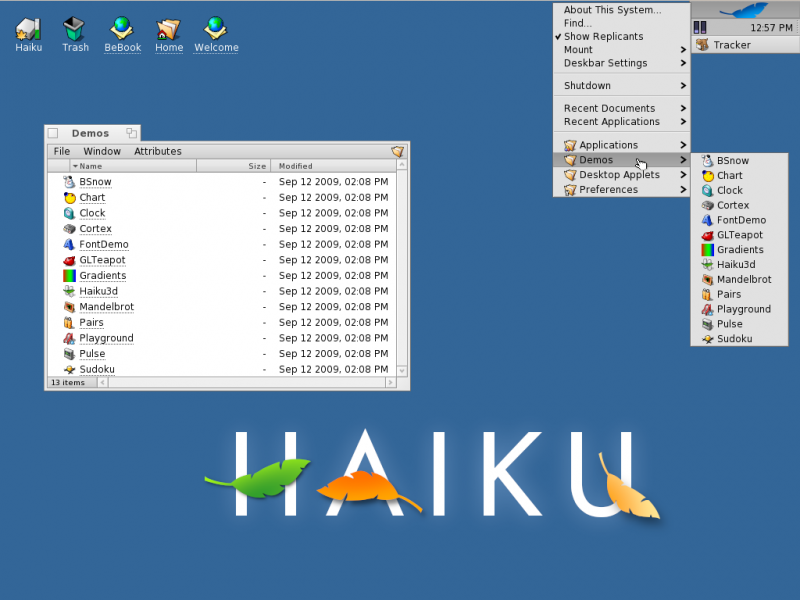 Haiku
Trash
BeBook
Home
Welcome
About This System...
Find...
Show Replicants
Mount
Deskbar Settings
Shutdown
Recent Documents
Recent Applications
Applications
Demos
Desktop Applets
Preferences
12:57 PM
Tracker
BSnow
Chart
Clock
Cortex
FontDemo
GLTeapot
Gradients
Haiku3d
Mandelbrot
Pairs
Playground
Pulse
Sudoku
Demos
File Window Attributes
Name Size Modified
BSnow - Sep 12 2009, 02:08 PM
Chart - Sep 12 2009, 02:08 PM
Clock - Sep 12 2009, 02:08 PM
Cortex - Sep 12 2009, 02:08 PM
FontDemo - Sep 12 2009, 02:08 PM
GLTeapot - Sep 12 2009, 02:08 PM
Gradients - Sep 12 2009, 02:08 PM
Haiku3d - Sep 12 2009, 02:08 PM
Mandelbrot - Sep 12 2009, 02:08 PM
Pairs - Sep 12 2009, 02:08 PM
Playground - Sep 12 2009, 02:08 PM
Pulse - Sep 12 2009, 02:08 PM
Sudoku - Sep 12 2009, 02:08 PM
13 items
HAIKU